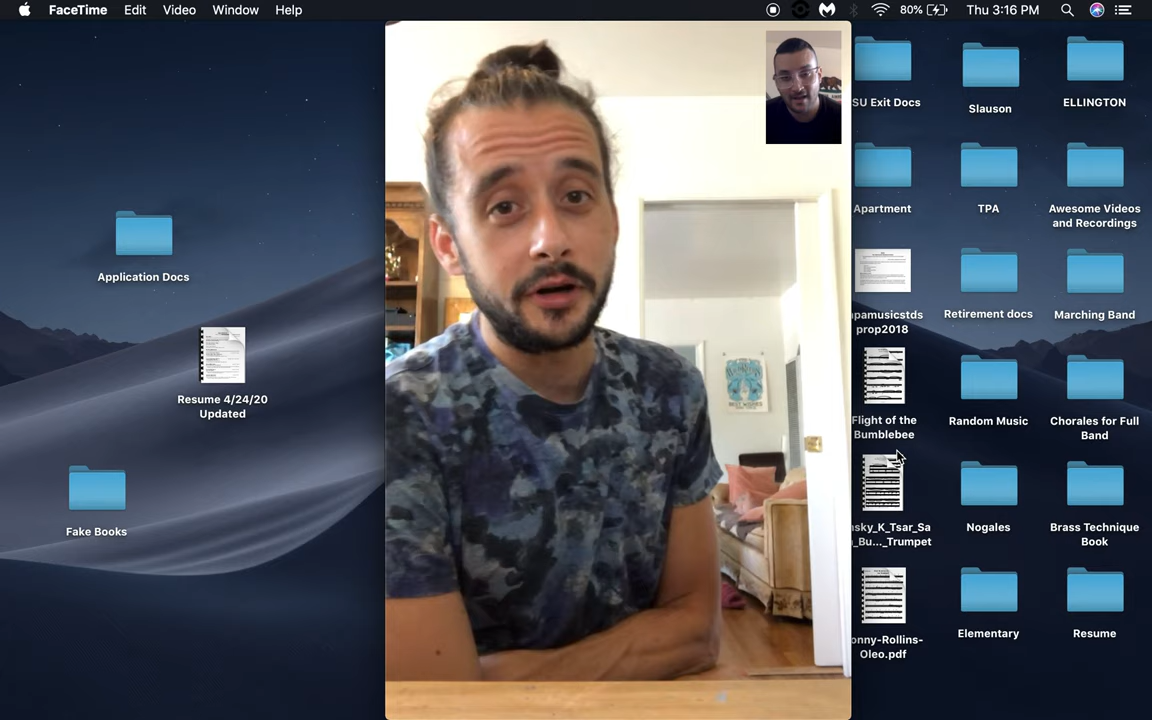 FaceTime Edit Video Window Help
80% Thu 3:16 PM
SU Exit Docs
Slauson
ELLINGTON
Application Docs
Apartment
TPA
Awesome Videos
and Recordings
Resume 4/24/20
Updated
pamusicstds
prop2018
Retirement docs
Marching Band
Flight of the
Bumblebee
Random Music
Chorales for Full
Band
Fake Books
nsky_K_Tsar_Sa
_Bu..._Trumpet
Nogales
Brass Technique
Book
onny-Rollins-
Oleo.pdf
Elementary
Resume